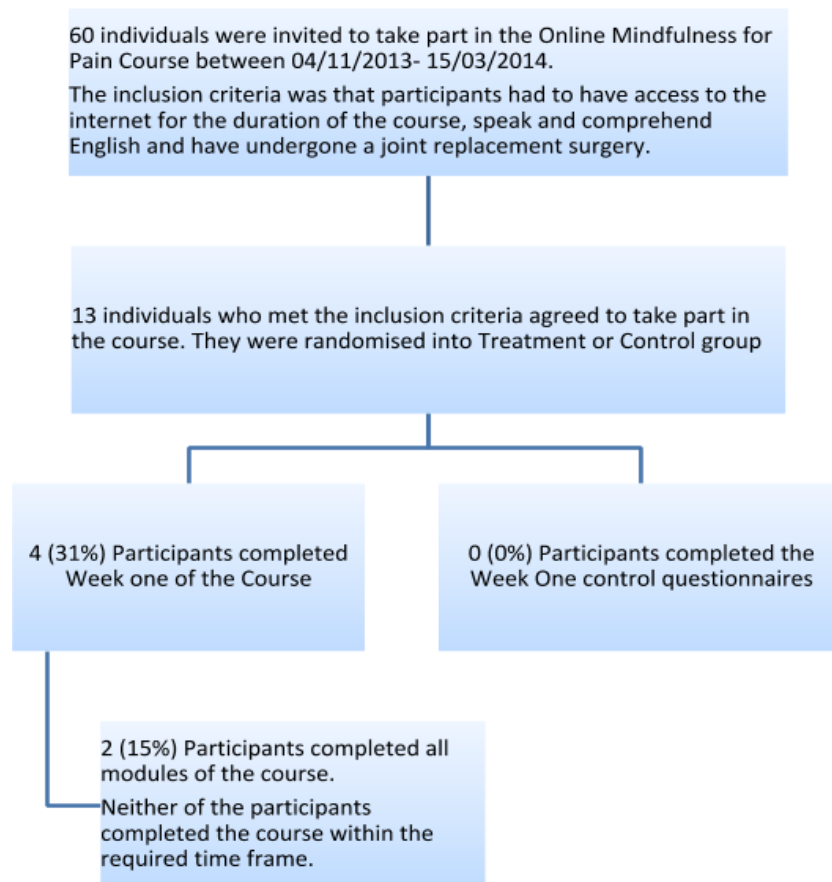 60 individuals were invited to take part in the Online Mindfulness for
Pain Course between 04/11/2013- 15/03/2014.
The inclusion criteria was that participants had to have access to the
internet for the duration of the course, speak and comprehend
English and have undergone a joint replacement surgery.
13 individuals who met the inclusion criteria agreed to take part in
the course. They were randomised into Treatment or Control group
4 (31%) Participants completed
Week one of the Course
0 (0%) Participants completed the
Week One control questionnaires
2 (15%) Participants completed all
modules of the course.
Neither of the participants
completed the course within the
required time frame.